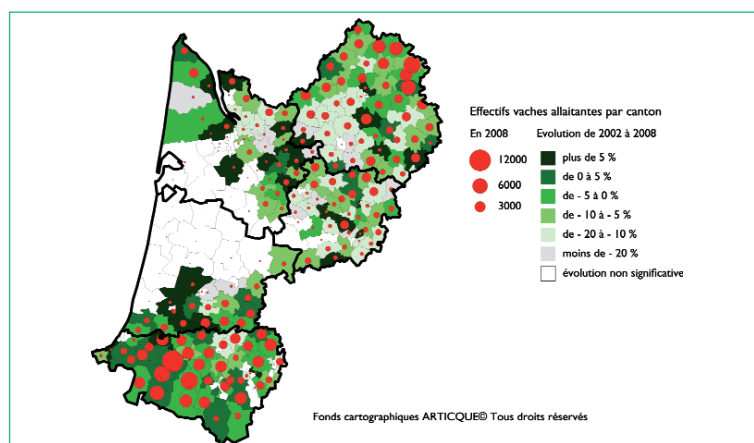 Effectifs vaches allaitantes par canton
En 2008 Evolution de 2002 à 2008
12000
6000
3000
plus de 5 %
de 0 à 5 %
de - 5 à 0 %
de - 10 à - 5 %
de - 20 à - 10 %
moins de - 20 %
évolution non significative
Fonds cartographiques ARTICQUE© Tous droits réservés